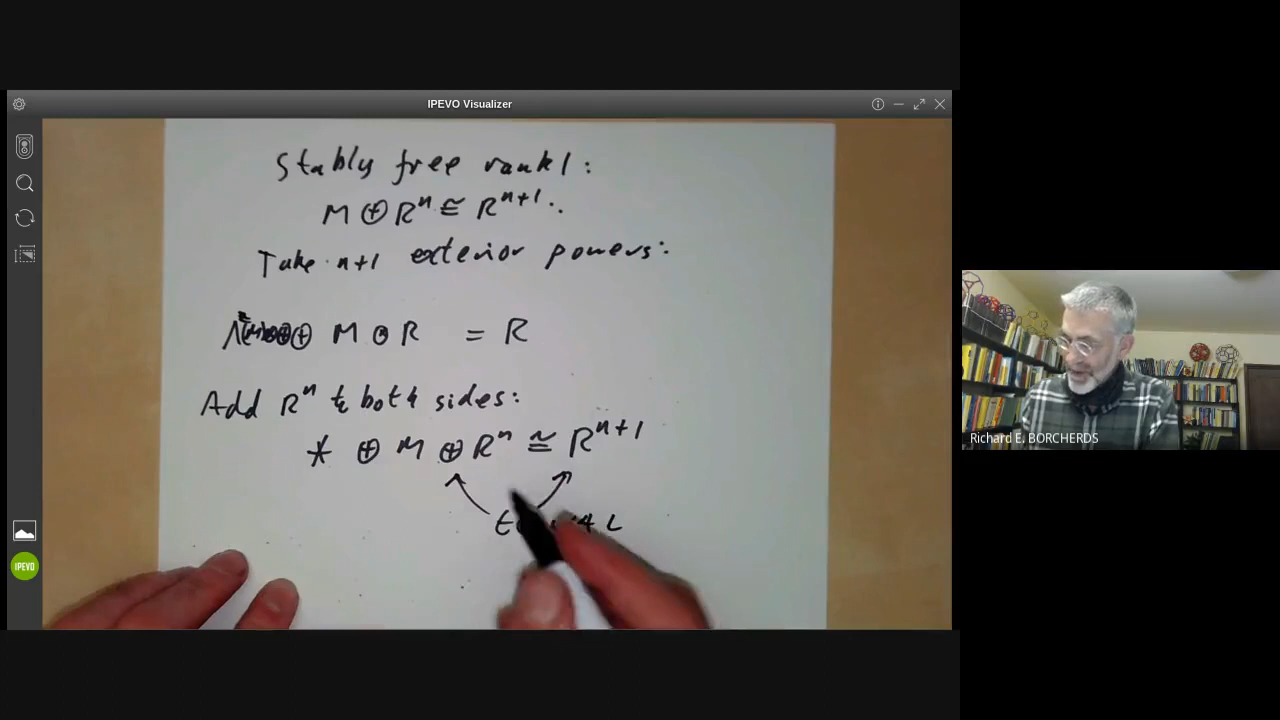 IPEVO Visualizer
Stably free rank 1:
M ⊕ Rⁿ ≅ Rⁿ⁺¹.
Take n+1 exterior powers:
⊕ M ⊗ R = R
Add Rⁿ to both sides:
* ⊕ M ⊕ Rⁿ ≅ Rⁿ⁺¹
Richard E. BORCHERDS
IPEVO